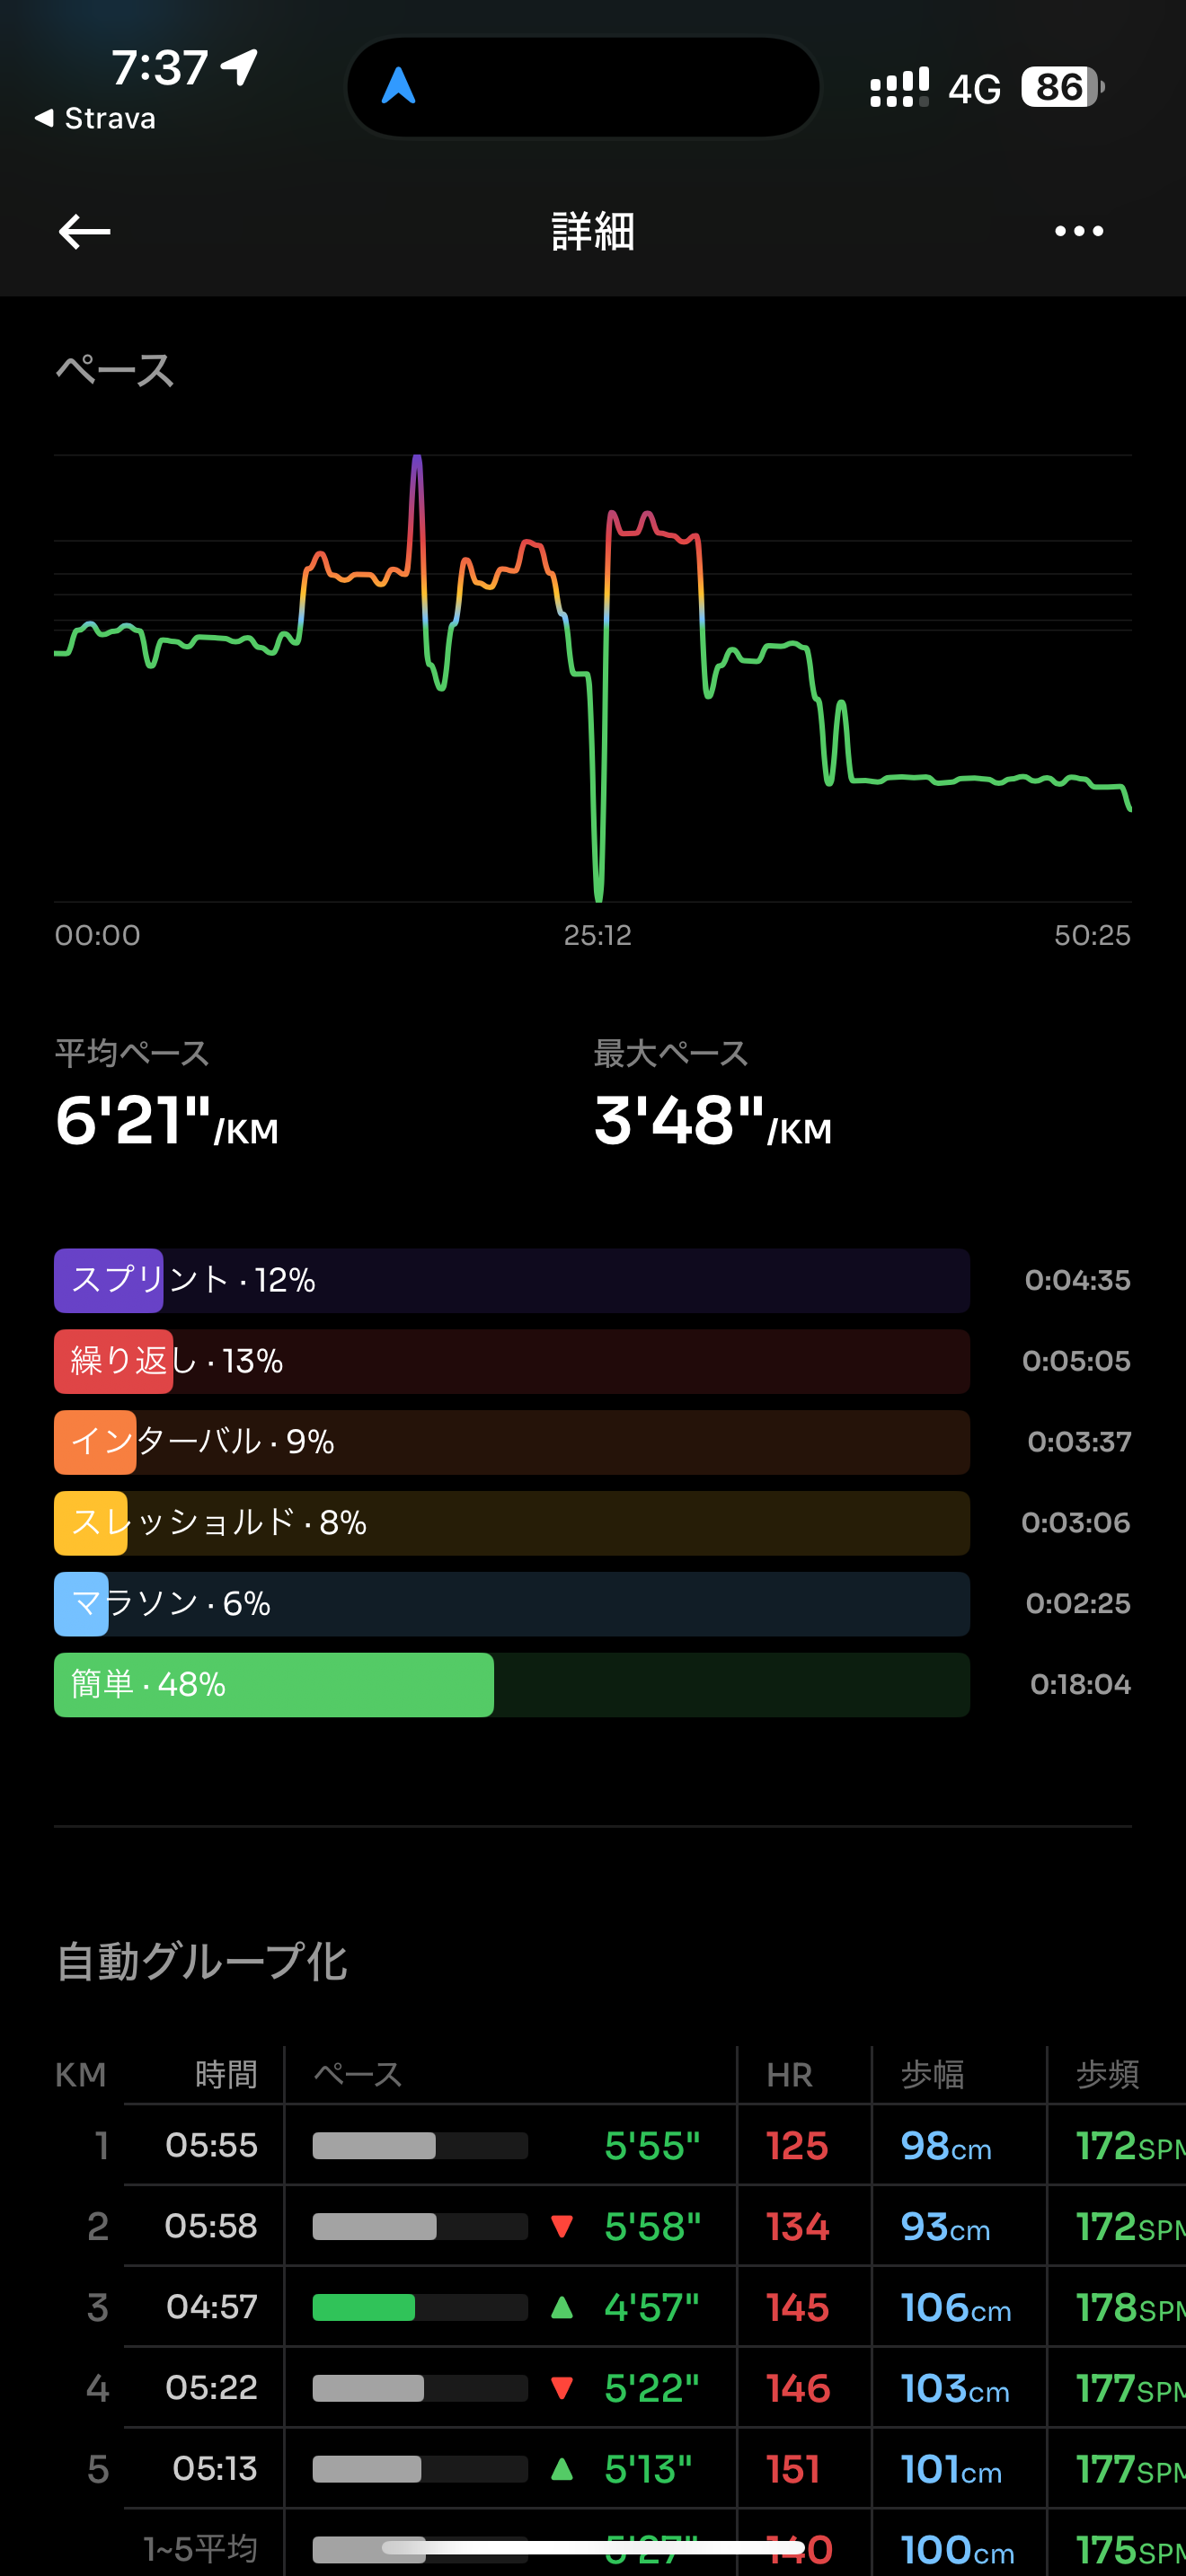 7:37
4G
86
◀ Strava
詳細
ペース
00:00 25:12 50:25
平均ペース 最大ペース
6'21"/KM 3'48"/KM
スプリント · 12% 0:04:35
繰り返し · 13% 0:05:05
インターバル · 9% 0:03:37
スレッショルド · 8% 0:03:06
マラソン · 6% 0:02:25
簡単 · 48% 0:18:04
自動グループ化
KM 時間 ペース HR 歩幅 歩頻
1 05:55 5'55" 125 98cm 172SPM
2 05:58 ▼ 5'58" 134 93cm 172SPM
3 04:57 ▲ 4'57" 145 106cm 178SPM
4 05:22 ▼ 5'22" 146 103cm 177SPM
5 05:13 ▲ 5'13" 151 101cm 177SPM
1~5平均 5'27" 140 100cm 175SPM